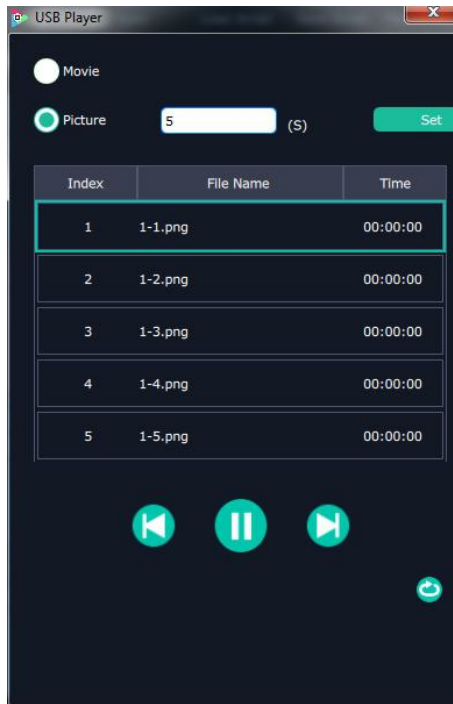 USB Player
Movie
Picture 5 (S) Set
Index File Name Time
1 1-1.png 00:00:00
2 1-2.png 00:00:00
3 1-3.png 00:00:00
4 1-4.png 00:00:00
5 1-5.png 00:00:00